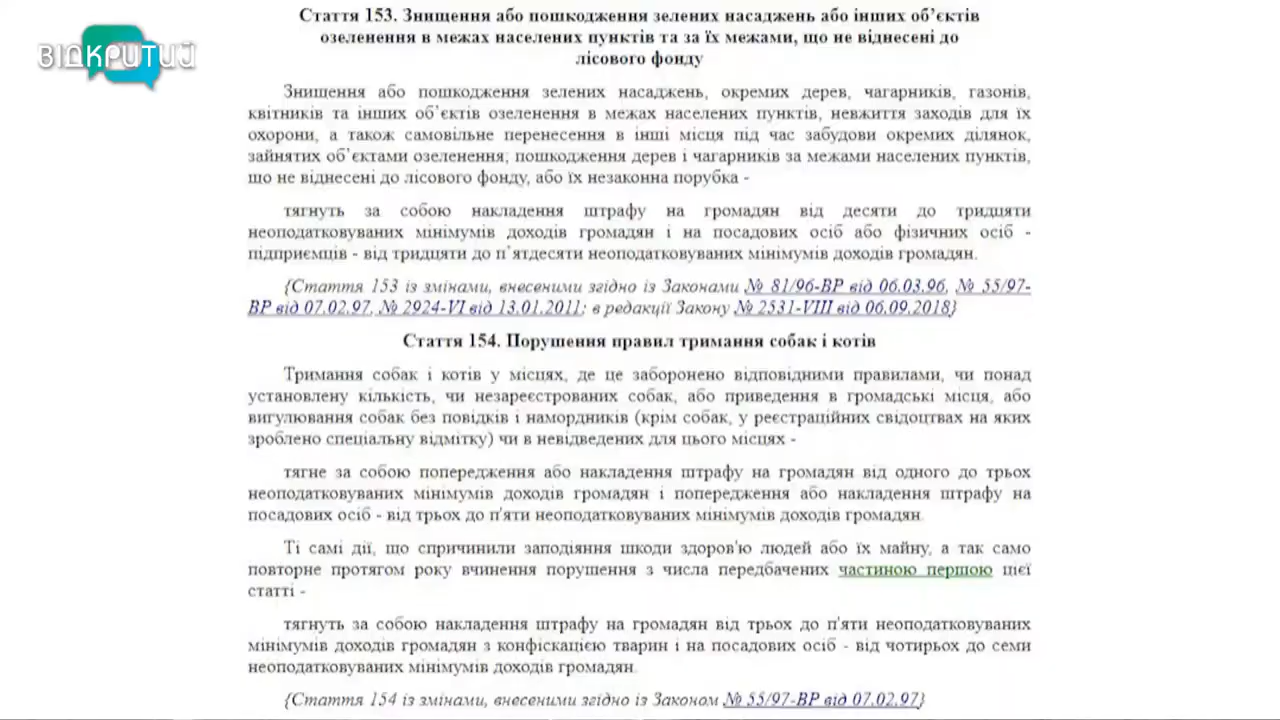 ВІДКРИТИЙ
Стаття 153. Знищення або пошкодження зелених насаджень або інших об’єктів
озеленення в межах населених пунктів та за їх межами, що не віднесені до
лісового фонду
Знищення або пошкодження зелених насаджень, окремих дерев, чагарників, газонів,
квітників та інших об’єктів озеленення в межах населених пунктів, невжиття заходів для їх
охорони, а також самовільне перенесення в інші місця під час забудови окремих ділянок,
зайнятих об’єктами озеленення; пошкодження дерев і чагарників за межами населених пунктів,
що не віднесені до лісового фонду, або їх незаконна порубка -
тягнуть за собою накладення штрафу на громадян від десяти до тридцяти
неоподатковуваних мінімумів доходів громадян і на посадових осіб або фізичних осіб -
підприємців - від тридцяти до п’ятдесяти неоподатковуваних мінімумів доходів громадян.
{Стаття 153 із змінами, внесеними згідно із Законами № 81/96-ВР від 06.03.96, № 55/97-
ВР від 07.02.97, № 2924-VI від 13.01.2011; в редакції Закону № 2531-VIII від 06.09.2018}
Стаття 154. Порушення правил тримання собак і котів
Тримання собак і котів у місцях, де це заборонено відповідними правилами, чи понад
установлену кількість, чи незареєстрованих собак, або приведення в громадські місця, або
вигулювання собак без повідків і намордників (крім собак, у реєстраційних свідоцтвах на яких
зроблено спеціальну відмітку) чи в невідведених для цього місцях -
тягне за собою попередження або накладення штрафу на громадян від одного до трьох
неоподатковуваних мінімумів доходів громадян і попередження або накладення штрафу на
посадових осіб - від трьох до п'яти неоподатковуваних мінімумів доходів громадян.
Ті самі дії, що спричинили заподіяння шкоди здоров'ю людей або їх майну, а так само
повторне протягом року вчинення порушення з числа передбачених частиною першою цієї
статті -
тягнуть за собою накладення штрафу на громадян від трьох до п'яти неоподатковуваних
мінімумів доходів громадян з конфіскацією тварин і на посадових осіб - від чотирьох до семи
неоподатковуваних мінімумів доходів громадян.
{Стаття 154 із змінами, внесеними згідно із Законом № 55/97-ВР від 07.02.97}